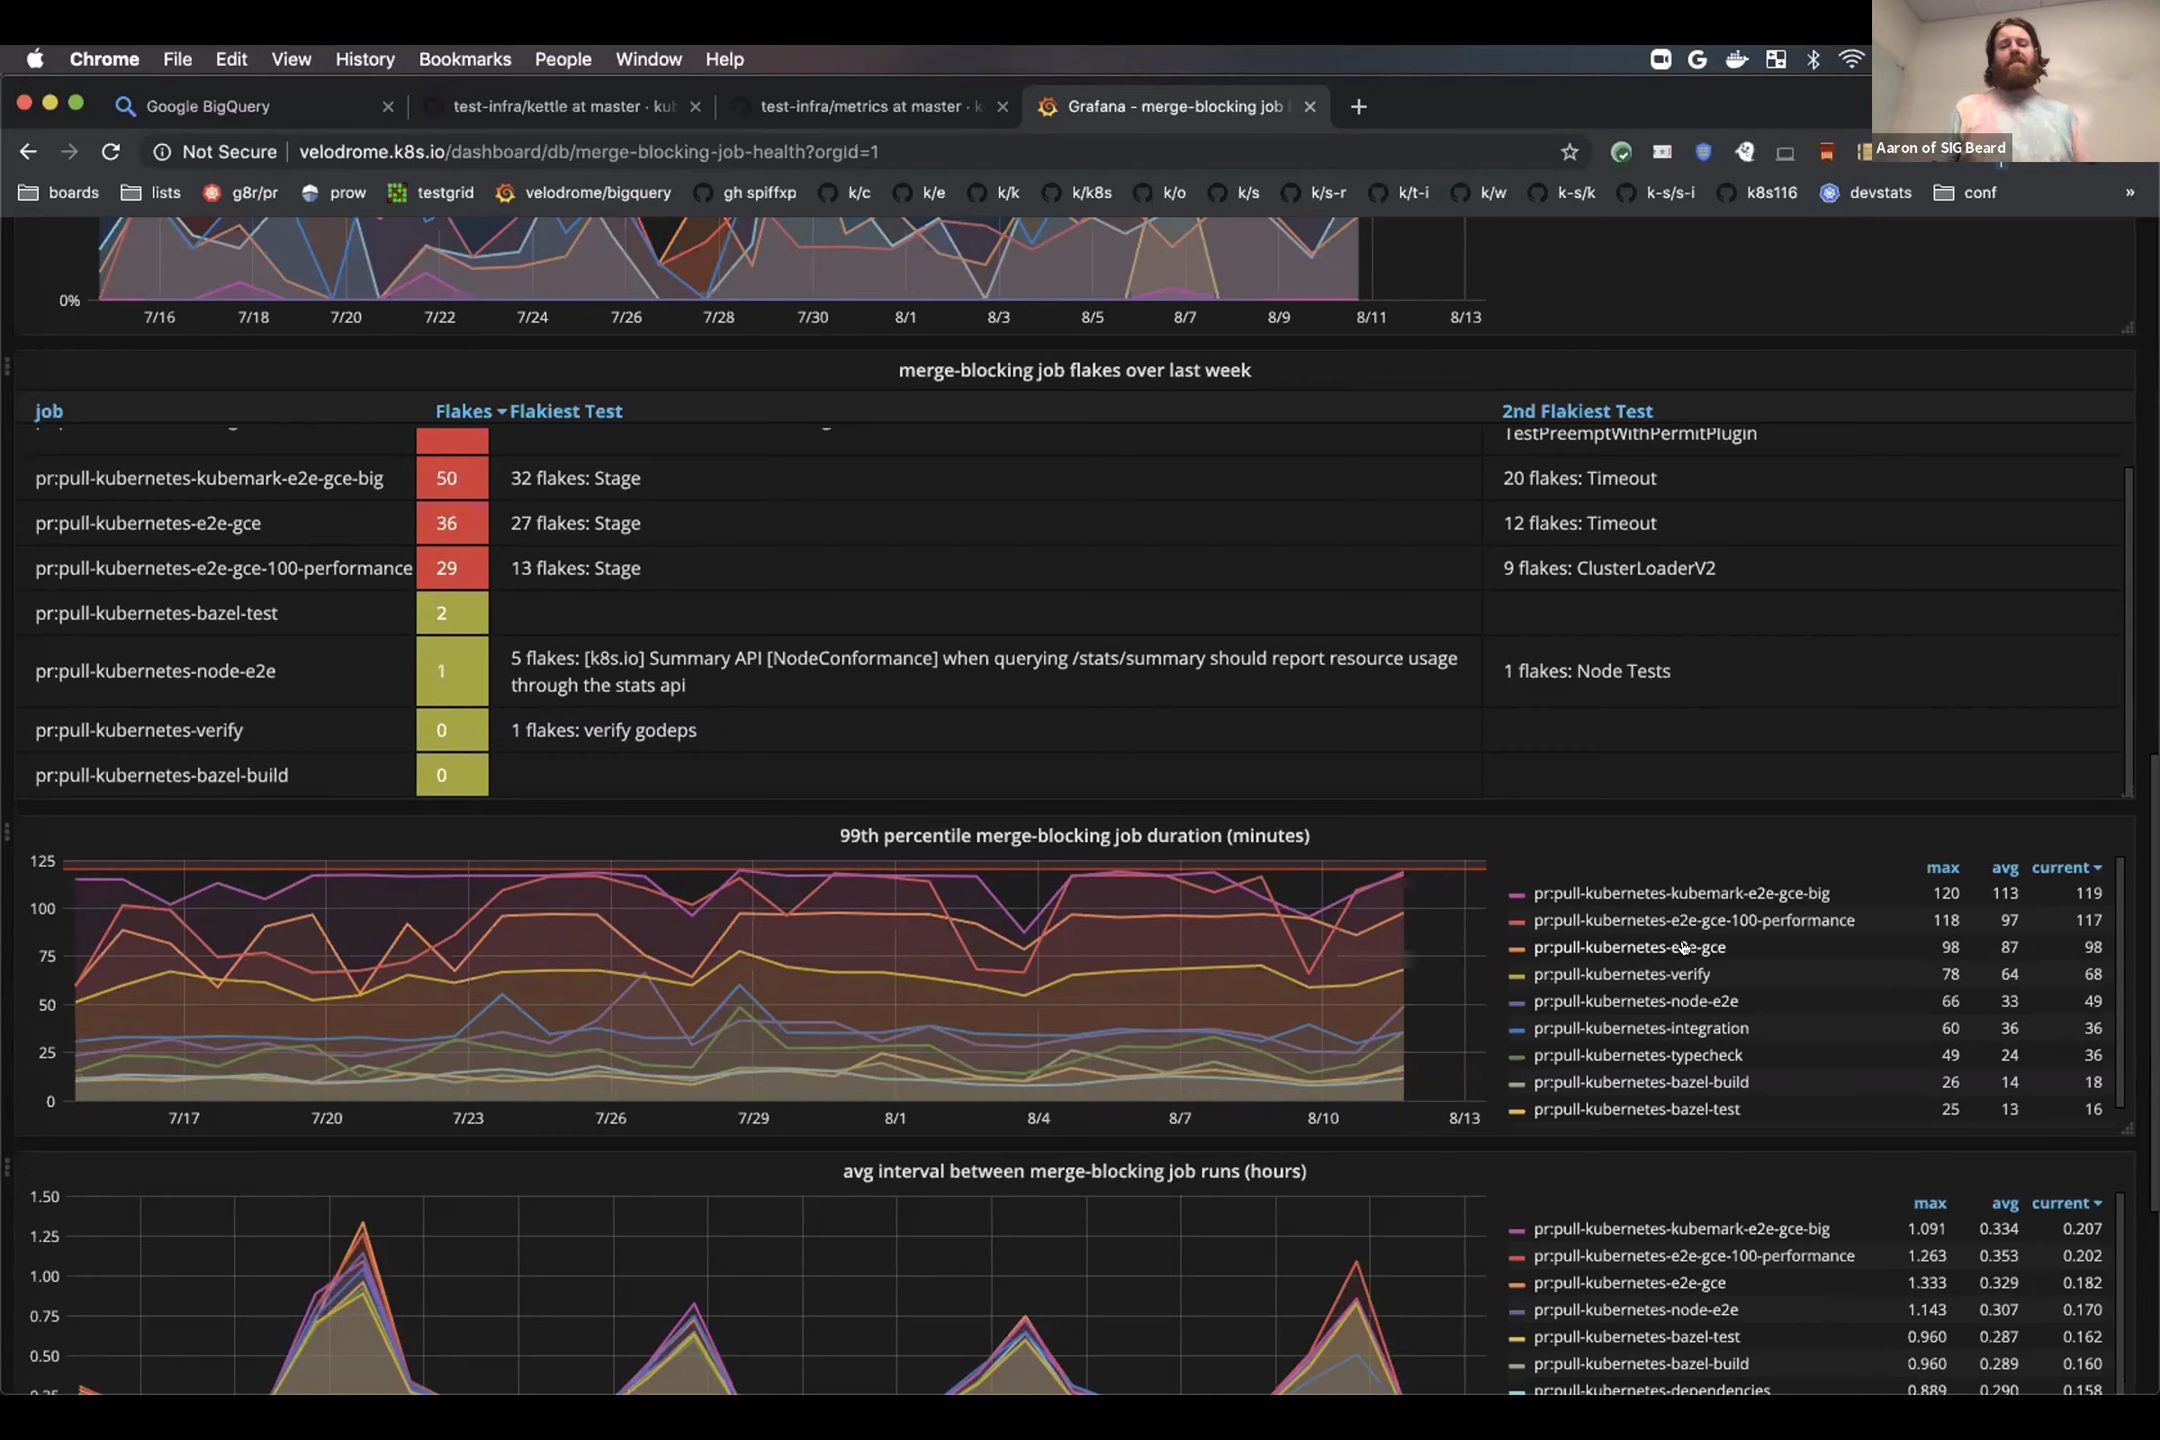 Chrome File Edit View History Bookmarks People Window Help
Google BigQuery
test-infra/kettle at master · kub
test-infra/metrics at master · k
Grafana - merge-blocking job
Not Secure velodrome.k8s.io/dashboard/db/merge-blocking-job-health?orgId=1
Aaron of SIG Beard
boards lists g8r/pr prow testgrid velodrome/bigquery gh spiffxp k/c k/e k/k k/k8s k/o k/s k/s-r k/t-i k/w k-s/k k-s/s-i k8s116 devstats conf »
0%
7/16 7/18 7/20 7/22 7/24 7/26 7/28 7/30 8/1 8/3 8/5 8/7 8/9 8/11 8/13
merge-blocking job flakes over last week
job Flakes Flakiest Test 2nd Flakiest Test
TestPreemptWithPermitPlugin
pr:pull-kubernetes-kubemark-e2e-gce-big 50 32 flakes: Stage 20 flakes: Timeout
pr:pull-kubernetes-e2e-gce 36 27 flakes: Stage 12 flakes: Timeout
pr:pull-kubernetes-e2e-gce-100-performance 29 13 flakes: Stage 9 flakes: ClusterLoaderV2
pr:pull-kubernetes-bazel-test 2
pr:pull-kubernetes-node-e2e 1 5 flakes: [k8s.io] Summary API [NodeConformance] when querying /stats/summary should report resource usage
through the stats api
1 flakes: Node Tests
pr:pull-kubernetes-verify 0 1 flakes: verify godeps
pr:pull-kubernetes-bazel-build 0
99th percentile merge-blocking job duration (minutes)
125
100
75
50
25
0
7/17 7/20 7/23 7/26 7/29 8/1 8/4 8/7 8/10 8/13
max avg current
pr:pull-kubernetes-kubemark-e2e-gce-big 120 113 119
pr:pull-kubernetes-e2e-gce-100-performance 118 97 117
pr:pull-kubernetes-e2e-gce 98 87 98
pr:pull-kubernetes-verify 78 64 68
pr:pull-kubernetes-node-e2e 66 33 49
pr:pull-kubernetes-integration 60 36 36
pr:pull-kubernetes-typecheck 49 24 36
pr:pull-kubernetes-bazel-build 26 14 18
pr:pull-kubernetes-bazel-test 25 13 16
avg interval between merge-blocking job runs (hours)
1.50
1.25
1.00
0.75
0.50
0.25
max avg current
pr:pull-kubernetes-kubemark-e2e-gce-big 1.091 0.334 0.207
pr:pull-kubernetes-e2e-gce-100-performance 1.263 0.353 0.202
pr:pull-kubernetes-e2e-gce 1.333 0.329 0.182
pr:pull-kubernetes-node-e2e 1.143 0.307 0.170
pr:pull-kubernetes-bazel-test 0.960 0.287 0.162
pr:pull-kubernetes-bazel-build 0.960 0.289 0.160
pr:pull-kubernetes-dependencies 0.889 0.290 0.158